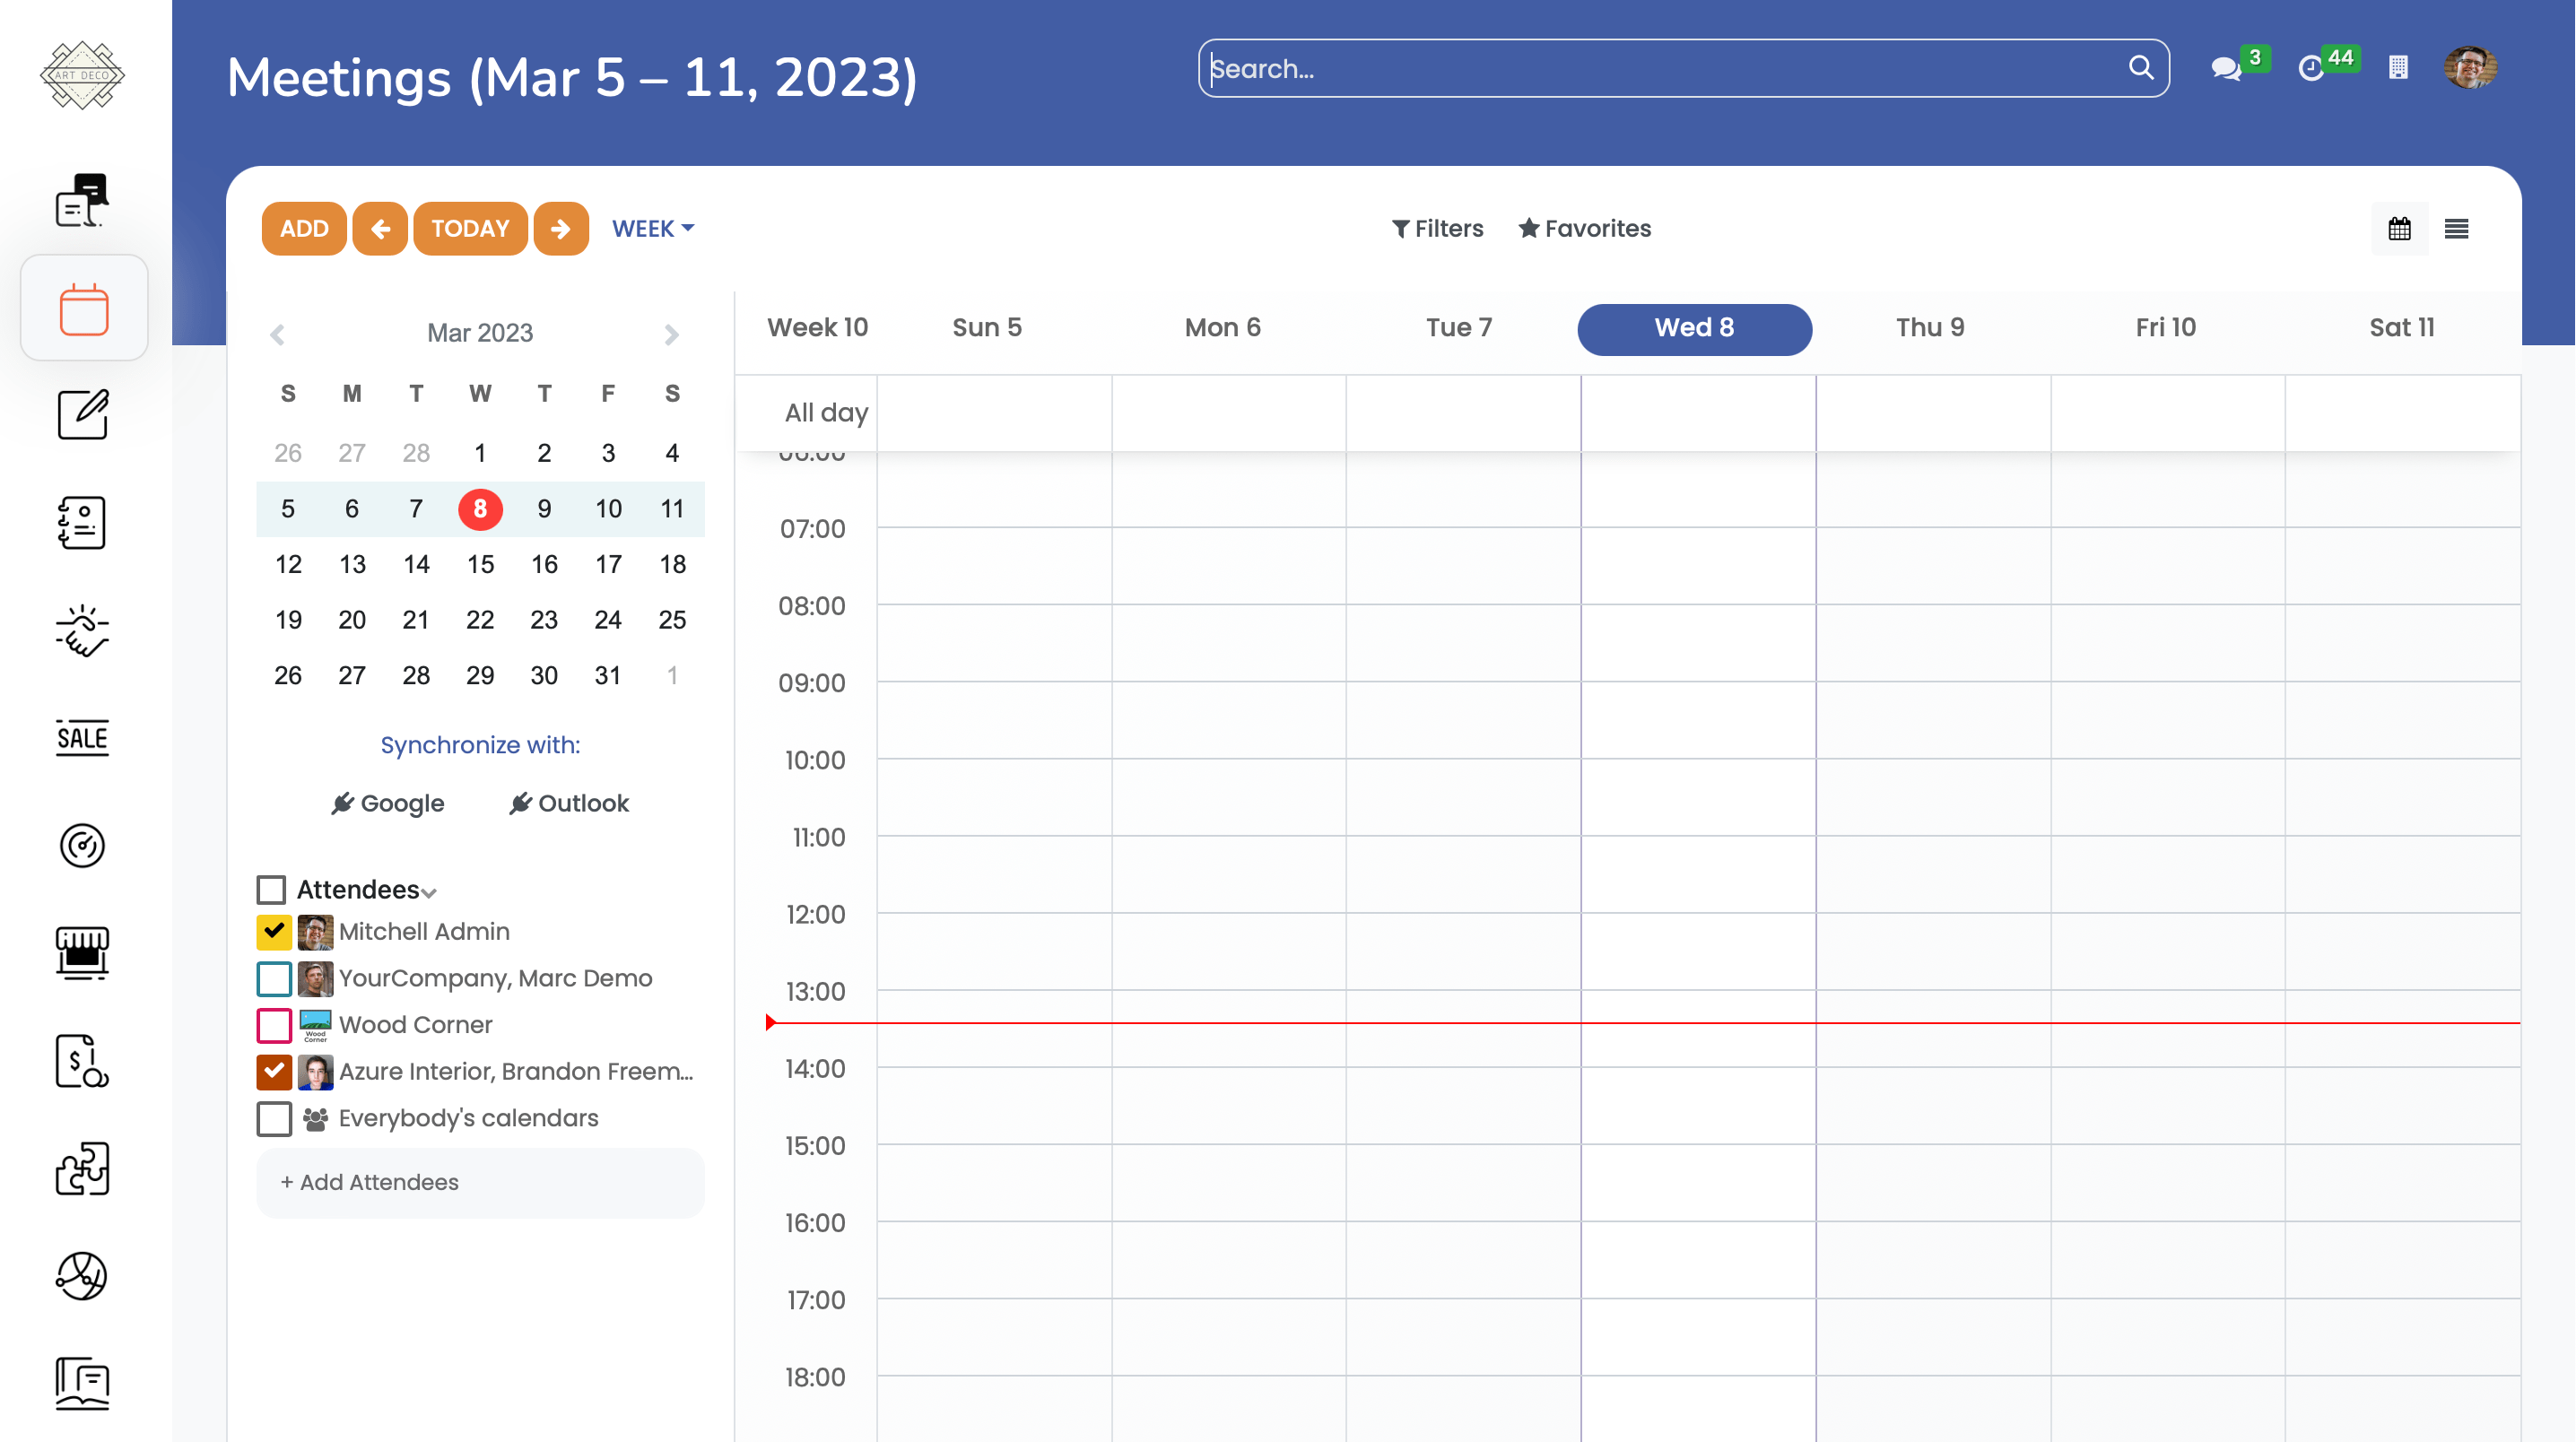 ART DECO
Meetings (Mar 5 – 11, 2023)
Search...
3
44
ADD
TODAY
WEEK
Filters
Favorites
Mar 2023
S M T W T F S
26 27 28 1 2 3 4
5 6 7 8 9 10 11
12 13 14 15 16 17 18
19 20 21 22 23 24 25
26 27 28 29 30 31 1
Synchronize with:
Google Outlook
Attendees
Mitchell Admin
YourCompany, Marc Demo
Wood Corner
Wood Corner
Azure Interior, Brandon Freem...
Everybody's calendars
+ Add Attendees
Week 10 Sun 5 Mon 6 Tue 7 Wed 8 Thu 9 Fri 10 Sat 11
All day
06:00
07:00
08:00
09:00
10:00
11:00
12:00
13:00
14:00
15:00
16:00
17:00
18:00
SALE